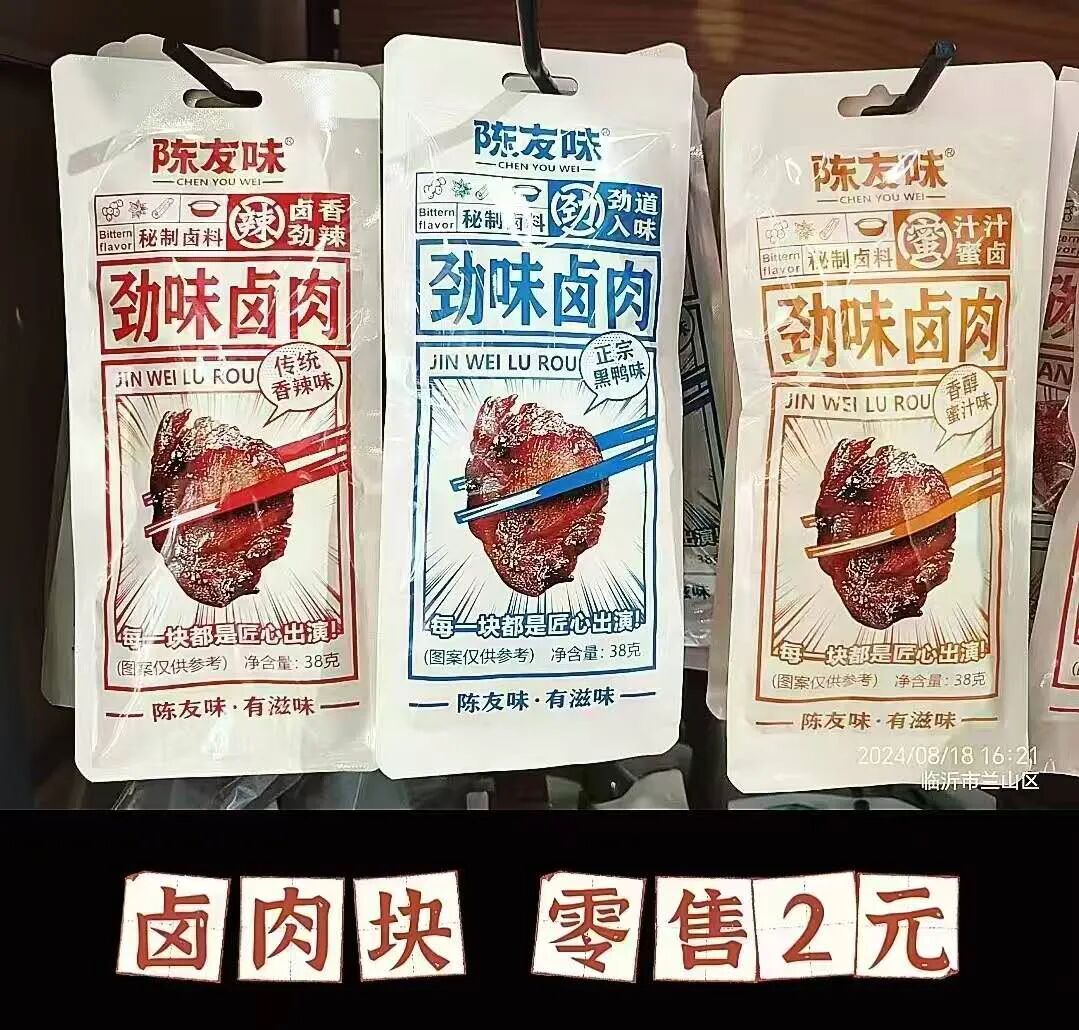 陈友味®
CHEN YOU WEI
Bittern
flavor
秘制卤料
辣
卤香
劲辣
劲味卤肉
JIN WEI LU ROU
传统
香辣味
每一块都是匠心出演!
(图案仅供参考) 净含量: 38克
陈友味·有滋味
陈友味®
CHEN YOU WEI
Bittern
flavor
秘制卤料
劲
劲道
入味
劲味卤肉
JIN WEI LU ROU
正宗
黑鸭味
每一块都是匠心出演!
(图案仅供参考) 净含量: 38克
陈友味·有滋味
陈友味®
CHEN YOU WEI
Bittern
flavor
秘制卤料
蜜
汁汁
蜜卤
劲味卤肉
JIN WEI LU ROU
香醇
蜜汁味
每一块都是匠心出演!
(图案仅供参考) 净含量: 38克
陈友味·有滋味
2024/08/18 16:21
临沂市兰山区
卤肉块 零售2元